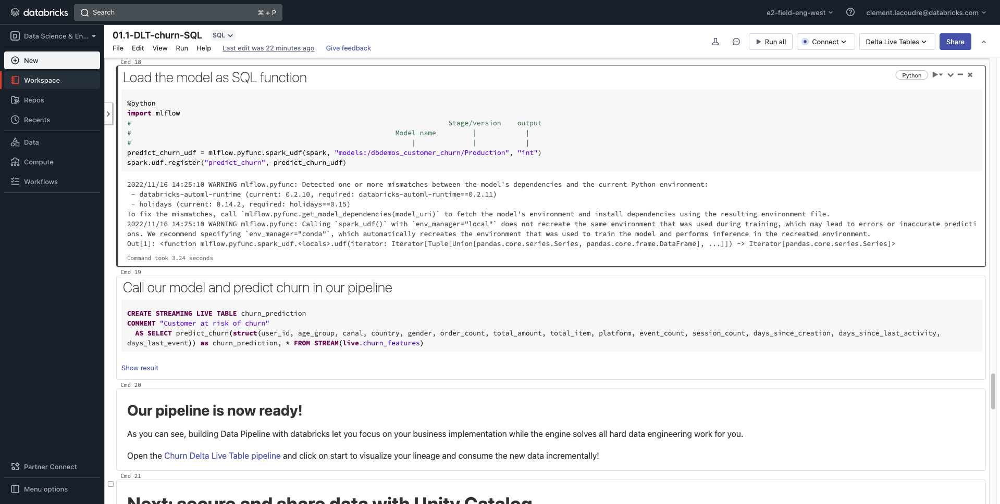 databricks
Search
⌘ + P
e2-field-eng-west
clement.lacoudre@databricks.com
Data Science & En...
New
Workspace
Repos
Recents
Data
Compute
Workflows
Partner Connect
Menu options
01.1-DLT-churn-SQL
SQL
File Edit View Run Help Last edit was 22 minutes ago Give feedback
Run all
Connect
Delta Live Tables
Share
Cmd 18
Load the model as SQL function
Python
%python
import mlflow
#                                                                              Stage/version    output
#                                                                 Model name         |            |
#                                                                     |              |            |
predict_churn_udf = mlflow.pyfunc.spark_udf(spark, "models:/dbdemos_customer_churn/Production", "int")
spark.udf.register("predict_churn", predict_churn_udf)
2022/11/16 14:25:10 WARNING mlflow.pyfunc: Detected one or more mismatches between the model's dependencies and the current Python environment:
 - databricks-automl-runtime (current: 0.2.10, required: databricks-automl-runtime==0.2.11)
 - holidays (current: 0.14.2, required: holidays==0.15)
To fix the mismatches, call `mlflow.pyfunc.get_model_dependencies(model_uri)` to fetch the model's environment and install dependencies using the resulting environment file.
2022/11/16 14:25:10 WARNING mlflow.pyfunc: Calling `spark_udf()` with `env_manager="local"` does not recreate the same environment that was used during training, which may lead to errors or inaccurate predicti
ons. We recommend specifying `env_manager="conda"`, which automatically recreates the environment that was used to train the model and performs inference in the recreated environment.
Out[1]: <function mlflow.pyfunc.spark_udf.<locals>.udf(iterator: Iterator[Tuple[Union[pandas.core.series.Series, pandas.core.frame.DataFrame], ...]]) -> Iterator[pandas.core.series.Series]>
Command took 3.24 seconds
Cmd 19
Call our model and predict churn in our pipeline
CREATE STREAMING LIVE TABLE churn_prediction
COMMENT "Customer at risk of churn"
  AS SELECT predict_churn(struct(user_id, age_group, canal, country, gender, order_count, total_amount, total_item, platform, event_count, session_count, days_since_creation, days_since_last_activity,
days_last_event)) as churn_prediction, * FROM STREAM(live.churn_features)
Show result
Cmd 20
Our pipeline is now ready!
As you can see, building Data Pipeline with databricks let you focus on your business implementation while the engine solves all hard data engineering work for you.
Open the Churn Delta Live Table pipeline and click on start to visualize your lineage and consume the new data incrementally!
Cmd 21
Next: secure and share data with Unity Catalog